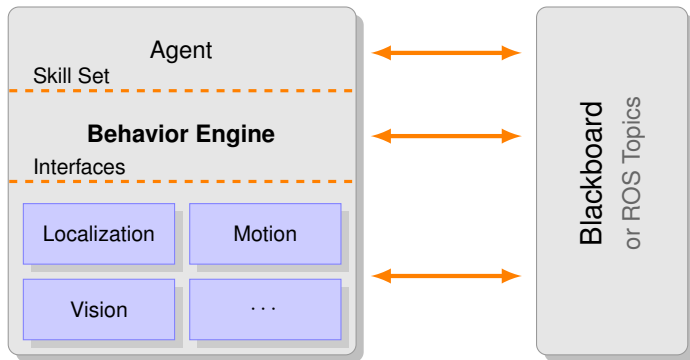 Agent
Skill Set
Behavior Engine
Interfaces
Localization
Motion
Vision
...
Blackboard
or ROS Topics